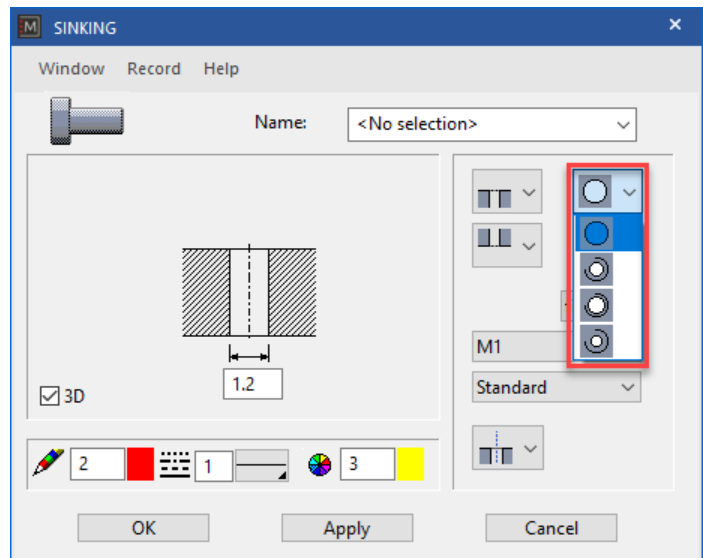 M SINKING ×
Window Record Help
Name: <No selection>
M1
1.2
Standard
3D
2 1 3
OK Apply Cancel